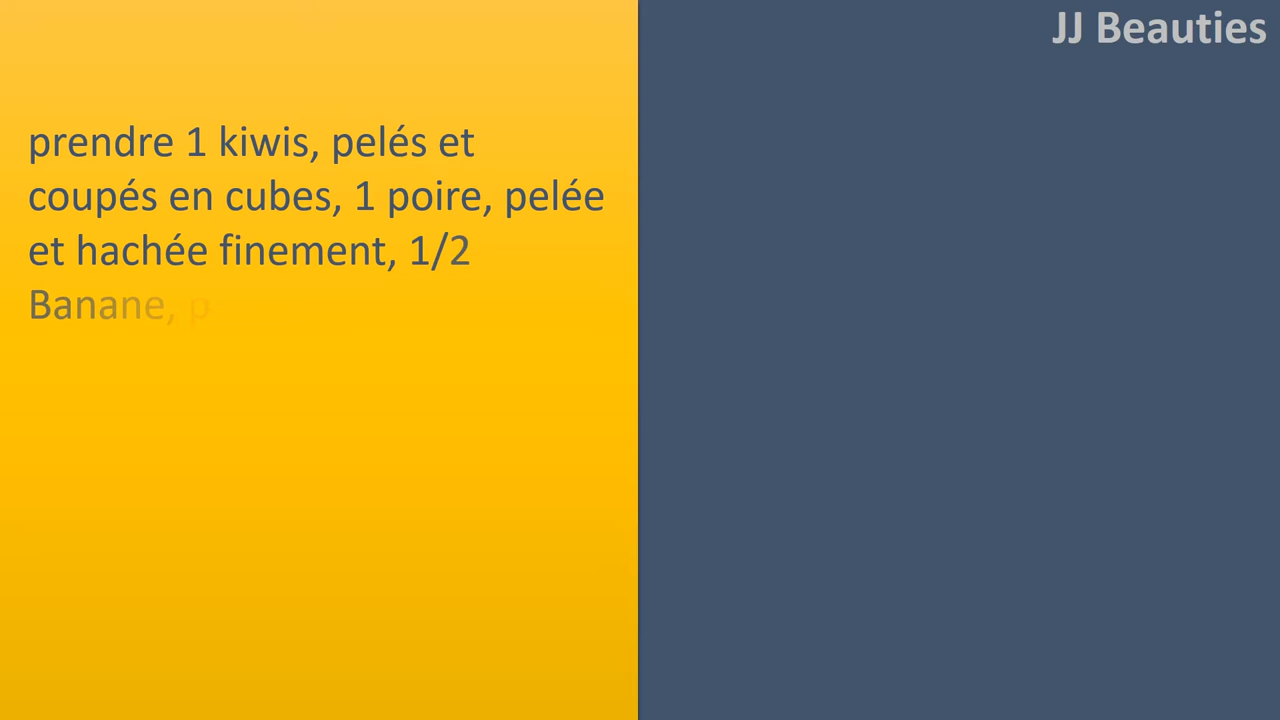 JJ Beauties
prendre 1 kiwis, pelés et
coupés en cubes, 1 poire, pelée
et hachée finement, 1/2
Banane, p